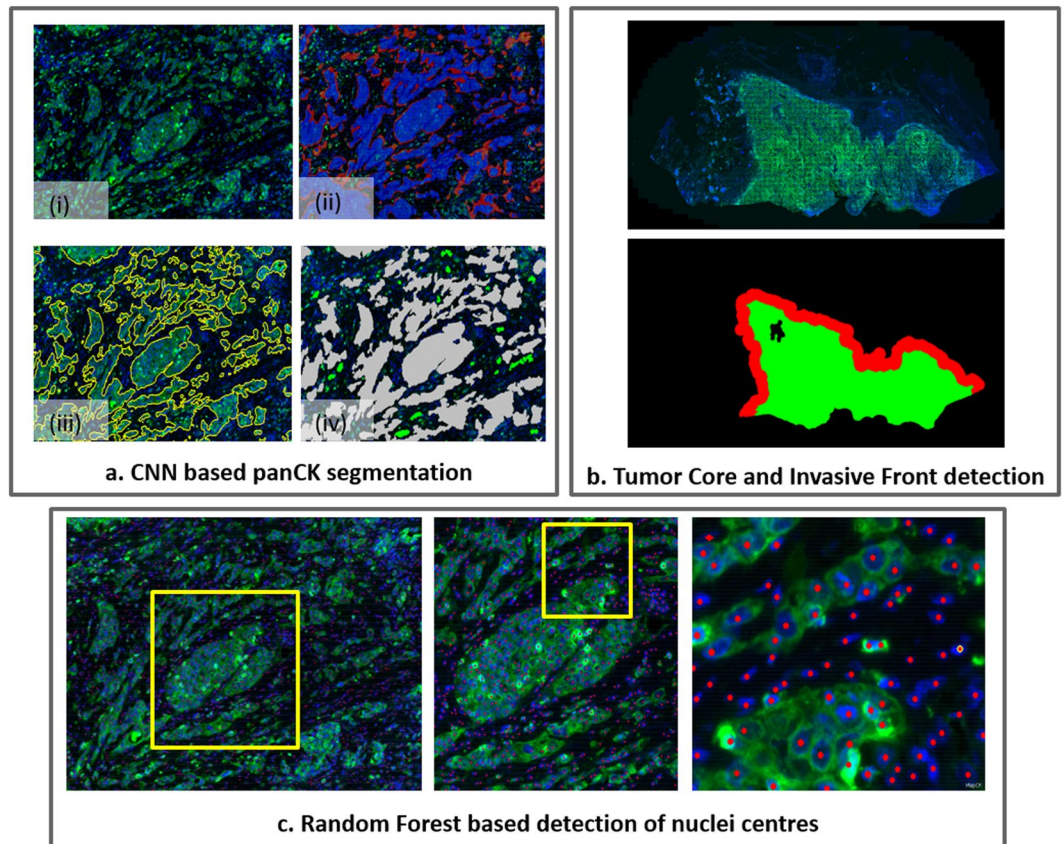 (i)
(ii)
(iii)
(iv)
a. CNN based panCK segmentation
b. Tumor Core and Invasive Front detection
c. Random Forest based detection of nuclei centres